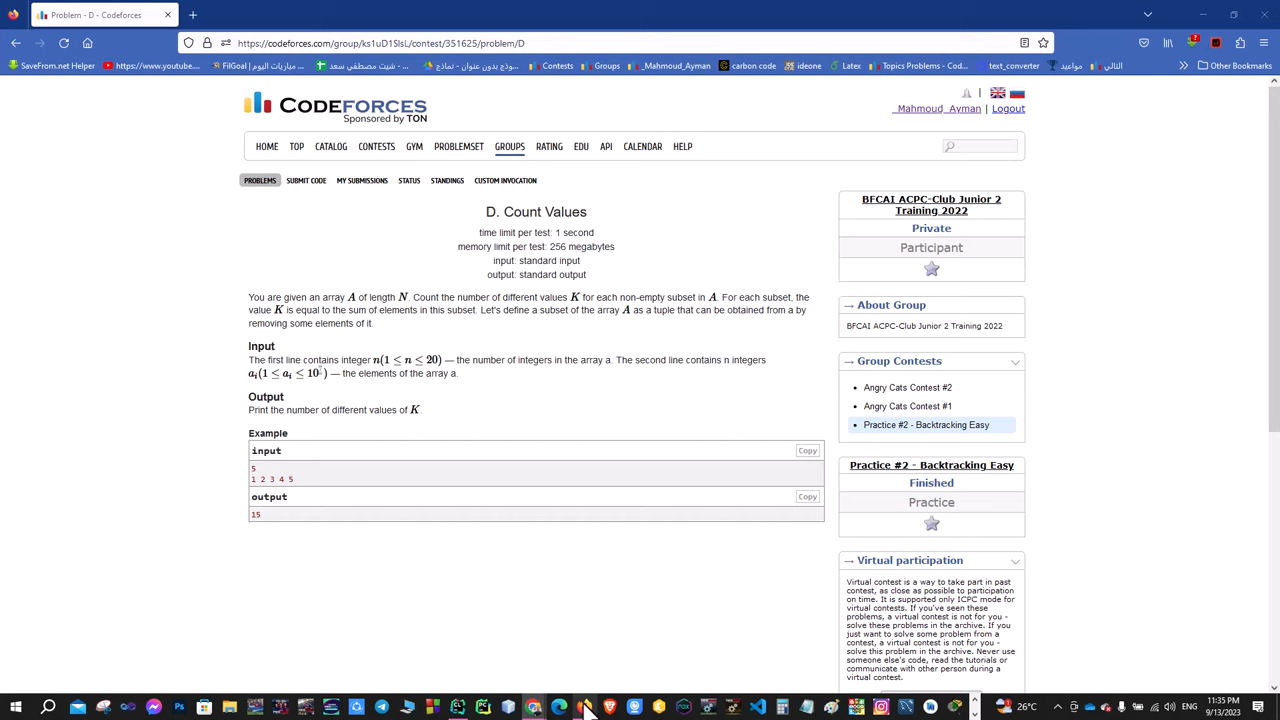 Problem - D - Codeforces
https://codeforces.com/group/ks1uD1SlsL/contest/351625/problem/D
SaveFrom.net Helper
https://www.youtube....
FilGoal | مباريات اليوم ...
شيت مصطفي سعد
Contests
Groups
_Mahmoud_Ayman
carbon code
ideone
Latex
Topics Problems - Cod...
text_converter
مواعيد
التالي
Other Bookmarks
CODEFORCES
Sponsored by TON
_Mahmoud_Ayman | Logout
HOME TOP CATALOG CONTESTS GYM PROBLEMSET GROUPS RATING EDU API CALENDAR HELP
PROBLEMS SUBMIT CODE MY SUBMISSIONS STATUS STANDINGS CUSTOM INVOCATION
D. Count Values
time limit per test: 1 second
memory limit per test: 256 megabytes
input: standard input
output: standard output
You are given an array A of length N. Count the number of different values K for each non-empty subset in A. For each subset, the
value K is equal to the sum of elements in this subset. Let's define a subset of the array A as a tuple that can be obtained from a by
removing some elements of it.
Input
The first line contains integer n(1 ≤ n ≤ 20) — the number of integers in the array a. The second line contains n integers
— the elements of the array a.
Output
Print the number of different values of K.
Example
input
Copy
5
1 2 3 4 5
output
Copy
15
BFCAI ACPC-Club Junior 2
Training 2022
Private
Participant
→ About Group
BFCAI ACPC-Club Junior 2 Training 2022
→ Group Contests
Angry Cats Contest #2
Angry Cats Contest #1
Practice #2 - Backtracking Easy
Practice #2 - Backtracking Easy
Finished
Practice
→ Virtual participation
Virtual contest is a way to take part in past
contest, as close as possible to participation
on time. It is supported only ICPC mode for
virtual contests. If you've seen these
problems, a virtual contest is not for you -
solve these problems in the archive. If you
just want to solve some problem from a
contest, a virtual contest is not for you -
solve this problem in the archive. Never use
someone else's code, read the tutorials or
communicate with other person during a
virtual contest.
26°C
11:35 PM
9/13/2023